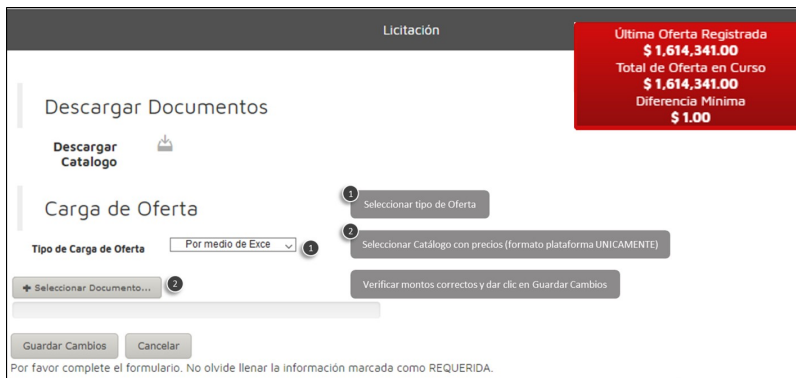 Licitación
Última Oferta Registrada
$ 1,614,341.00
Total de Oferta en Curso
$ 1,614,341.00
Diferencia Mínima
$ 1.00
Descargar Documentos
Descargar
Catalogo
Carga de Oferta
1 Seleccionar tipo de Oferta
Tipo de Carga de Oferta Por medio de Exce 1
2 Seleccionar Catálogo con precios (formato plataforma UNICAMENTE)
+ Seleccionar Documento... 2
Verificar montos correctos y dar clic en Guardar Cambios
Guardar Cambios Cancelar
Por favor complete el formulario. No olvide llenar la información marcada como REQUERIDA.